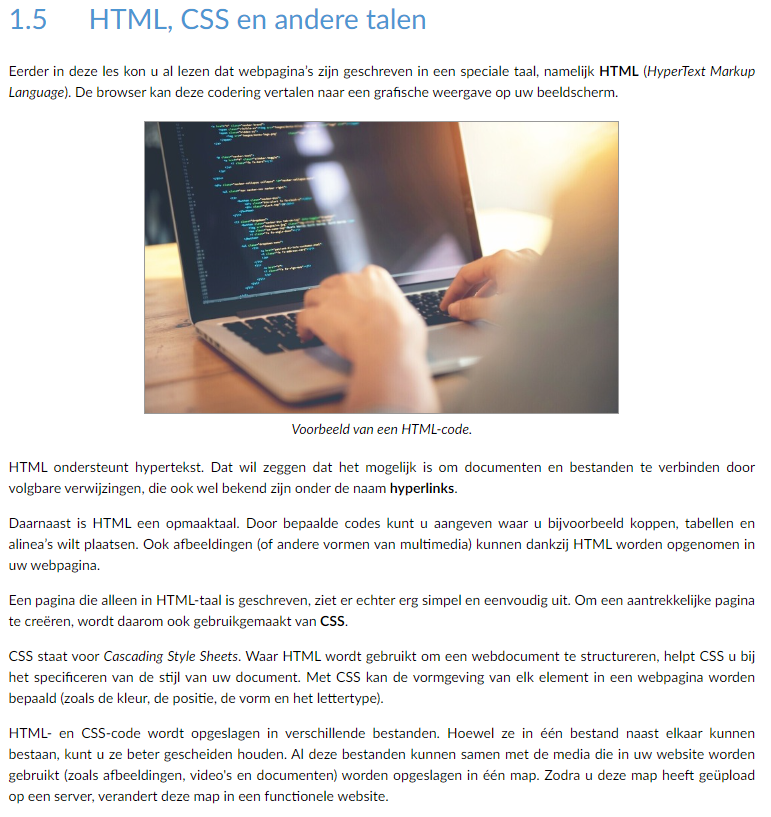 1.5 HTML, CSS en andere talen
Eerder in deze les kon u al lezen dat webpagina's zijn geschreven in een speciale taal, namelijk HTML (HyperText Markup
Language). De browser kan deze codering vertalen naar een grafische weergave op uw beeldscherm.
Voorbeeld van een HTML-code.
HTML ondersteunt hypertekst. Dat wil zeggen dat het mogelijk is om documenten en bestanden te verbinden door
volgbare verwijzingen, die ook wel bekend zijn onder de naam hyperlinks.
Daarnaast is HTML een opmaaktaal. Door bepaalde codes kunt u aangeven waar u bijvoorbeeld koppen, tabellen en
alinea's wilt plaatsen. Ook afbeeldingen (of andere vormen van multimedia) kunnen dankzij HTML worden opgenomen in
uw webpagina.
Een pagina die alleen in HTML-taal is geschreven, ziet er echter erg simpel en eenvoudig uit. Om een aantrekkelijke pagina
te creëren, wordt daarom ook gebruikgemaakt van CSS.
CSS staat voor Cascading Style Sheets. Waar HTML wordt gebruikt om een webdocument te structureren, helpt CSS u bij
het specificeren van de stijl van uw document. Met CSS kan de vormgeving van elk element in een webpagina worden
bepaald (zoals de kleur, de positie, de vorm en het lettertype).
HTML- en CSS-code wordt opgeslagen in verschillende bestanden. Hoewel ze in één bestand naast elkaar kunnen
bestaan, kunt u ze beter gescheiden houden. Al deze bestanden kunnen samen met de media die in uw website worden
gebruikt (zoals afbeeldingen, video's en documenten) worden opgeslagen in één map. Zodra u deze map heeft geüpload
op een server, verandert deze map in een functionele website.